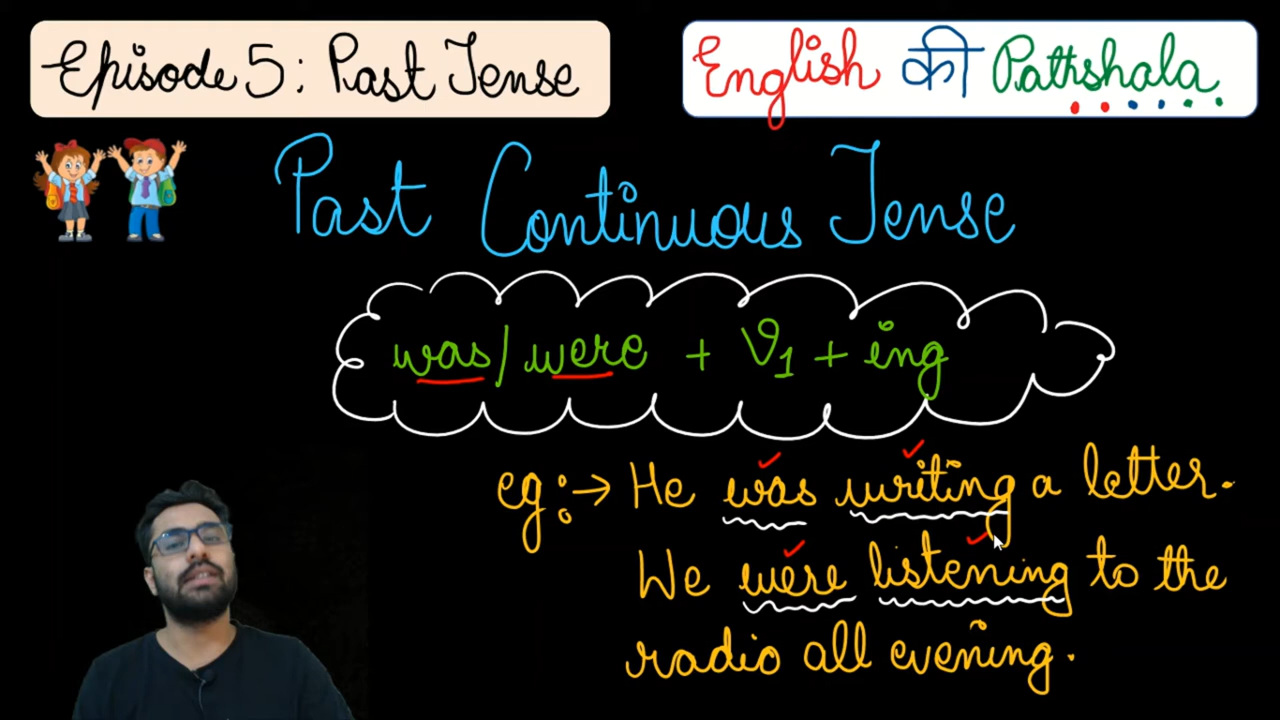 Episode 5: Past Tense
English की Pathshala
Past Continuous Tense
was/were + V1 + ing
eg:→ He was writing a letter.
We were listening to the
radio all evening.